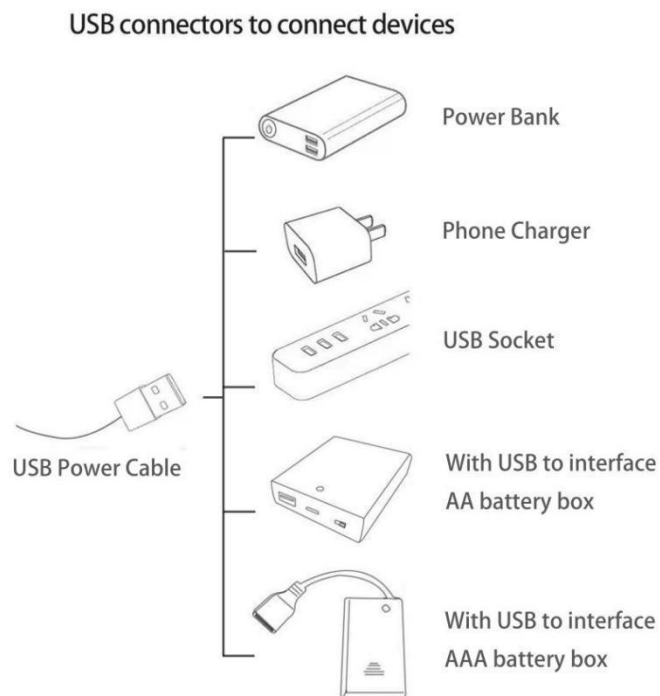 USB connectors to connect devices
Power Bank
Phone Charger
USB Socket
USB Power Cable
With USB to interface
AA battery box
With USB to interface
AAA battery box